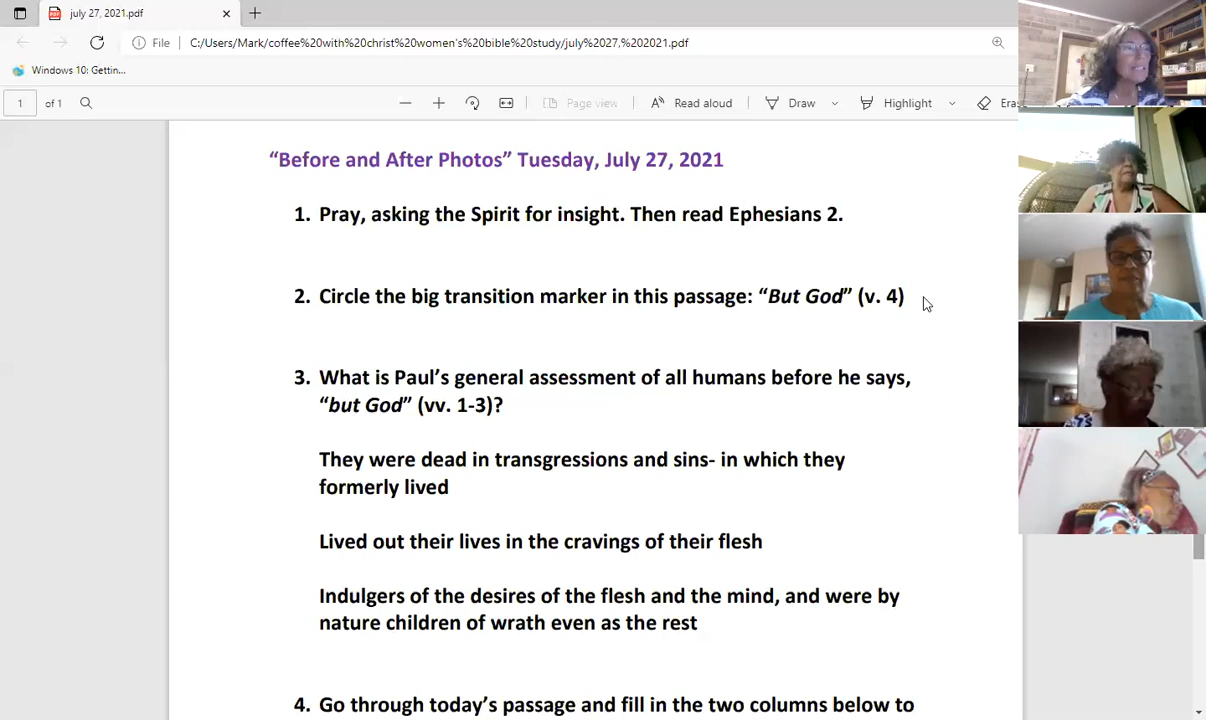 july 27, 2021.pdf
File C:/Users/Mark/coffee%20with%20christ%20women's%20bible%20study/july%2027,%202021.pdf
Windows 10: Gettin...
1 of 1 Page view Read aloud Draw Highlight Eras
“Before and After Photos” Tuesday, July 27, 2021
1. Pray, asking the Spirit for insight. Then read Ephesians 2.
2. Circle the big transition marker in this passage: “But God” (v. 4)
3. What is Paul’s general assessment of all humans before he says,
“but God” (vv. 1-3)?
They were dead in transgressions and sins- in which they
formerly lived
Lived out their lives in the cravings of their flesh
Indulgers of the desires of the flesh and the mind, and were by
nature children of wrath even as the rest
4. Go through today’s passage and fill in the two columns below to